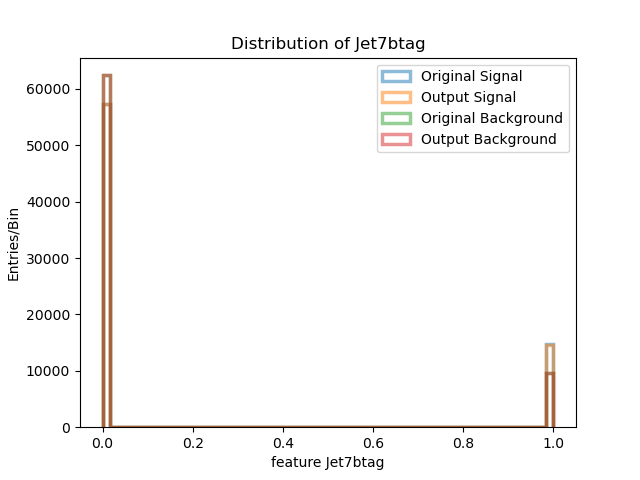 Distribution of Jet7btag
Original Signal
Output Signal
Original Background
Output Background
Entries/Bin
60000
50000
40000
30000
20000
10000
0
0.0 0.2 0.4 0.6 0.8 1.0
feature Jet7btag